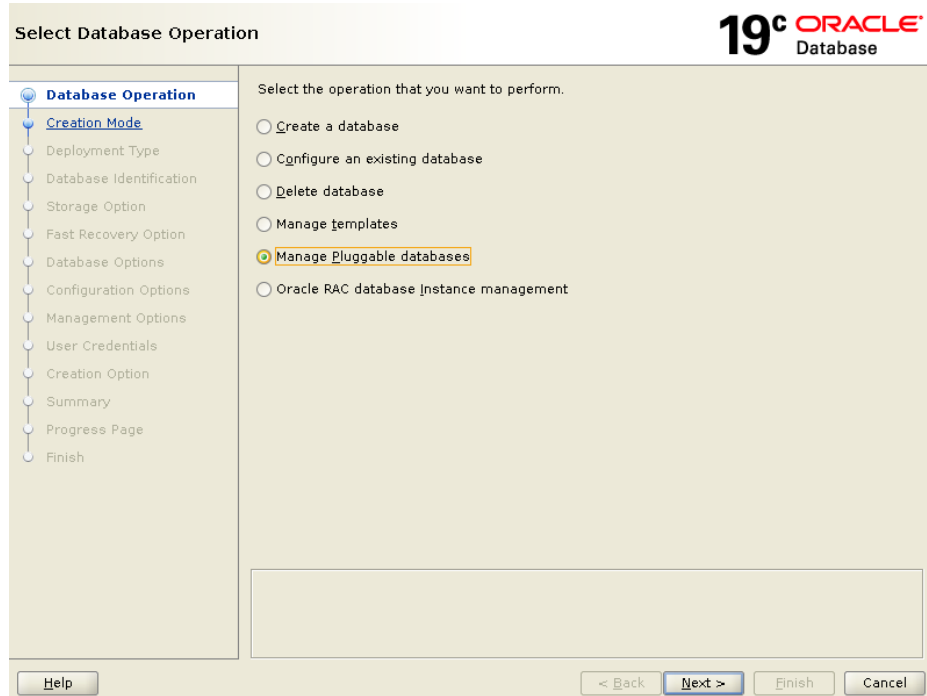 Select Database Operation
19c ORACLE
Database
Database Operation
Creation Mode
Deployment Type
Database Identification
Storage Option
Fast Recovery Option
Database Options
Configuration Options
Management Options
User Credentials
Creation Option
Summary
Progress Page
Finish
Select the operation that you want to perform.
Create a database
Configure an existing database
Delete database
Manage templates
Manage Pluggable databases
Oracle RAC database Instance management
Help
< Back
Next >
Finish
Cancel